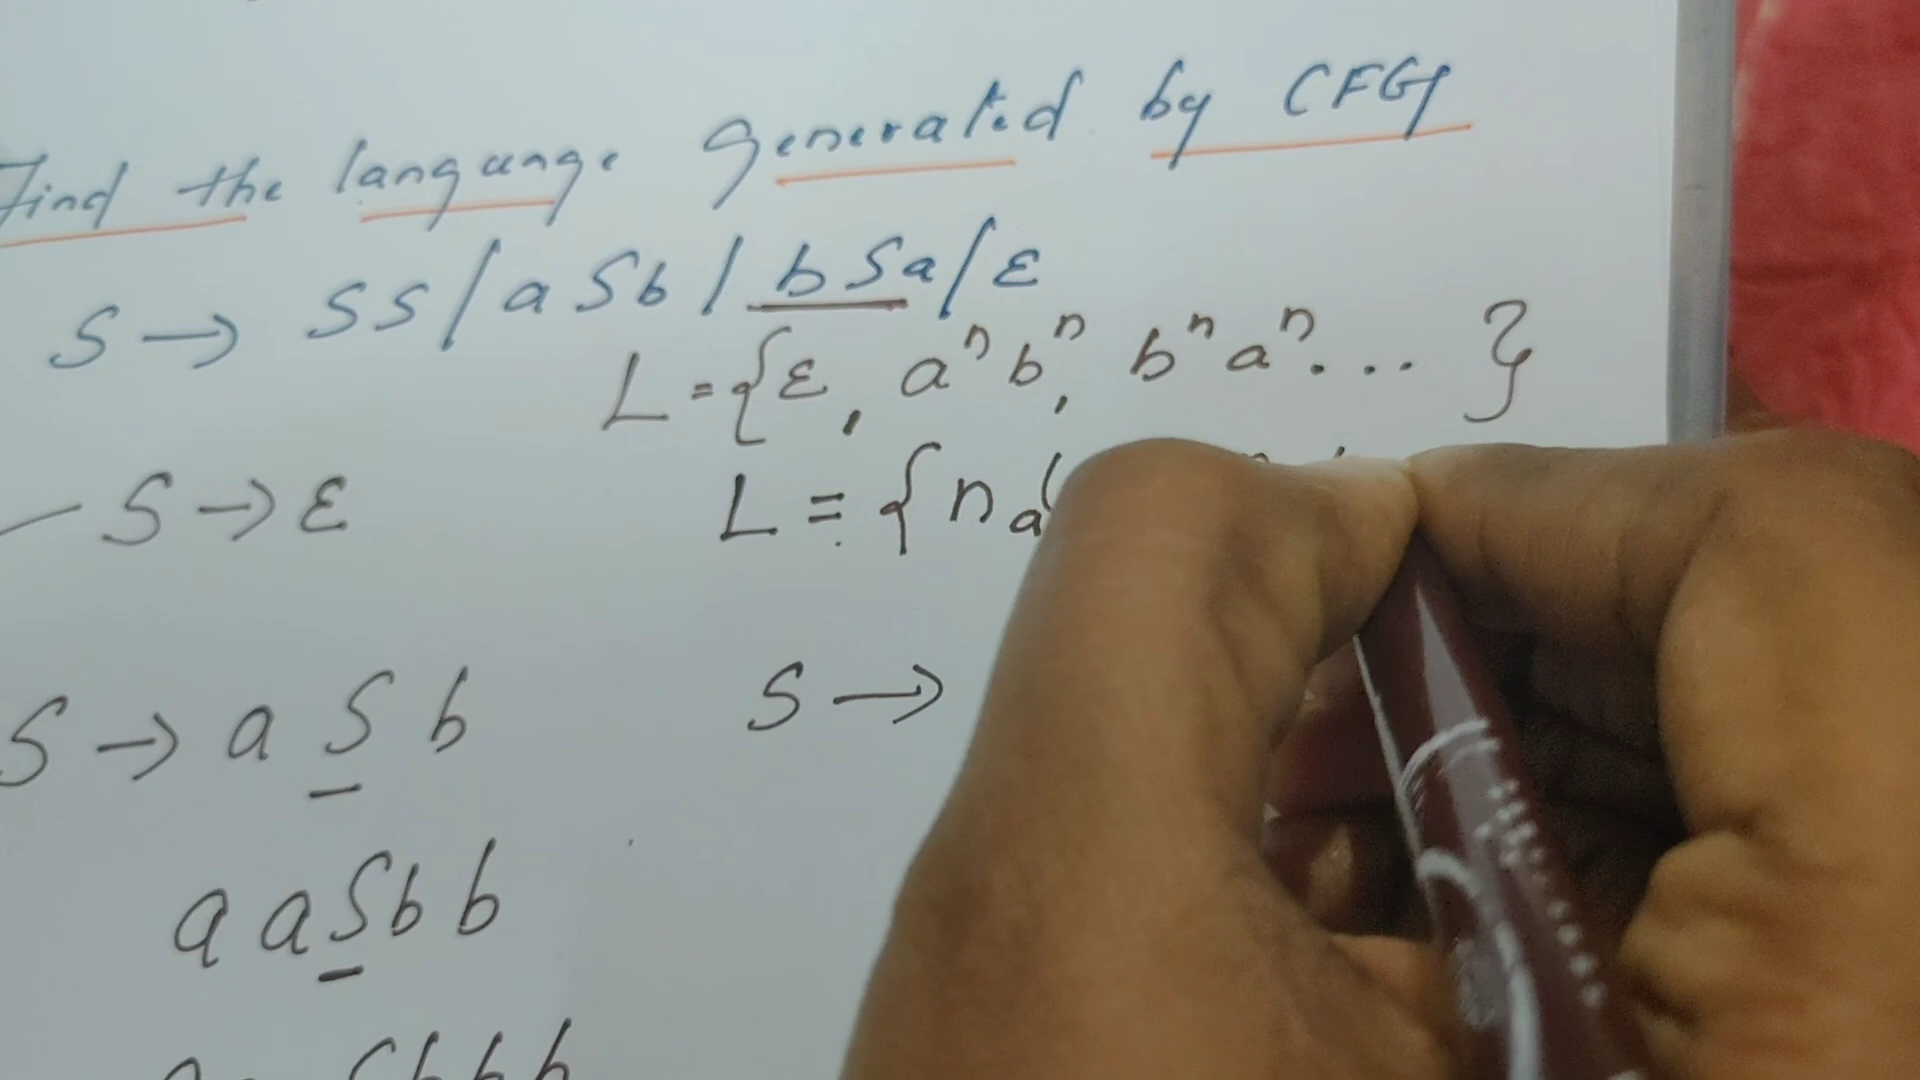 Find the language Generated by CFG
S → SS/aSb/bSa/ε
L = {ε, aⁿbⁿ, bⁿaⁿ... }
S → ε
L = {na(
S → aSb
S →
aaSbb